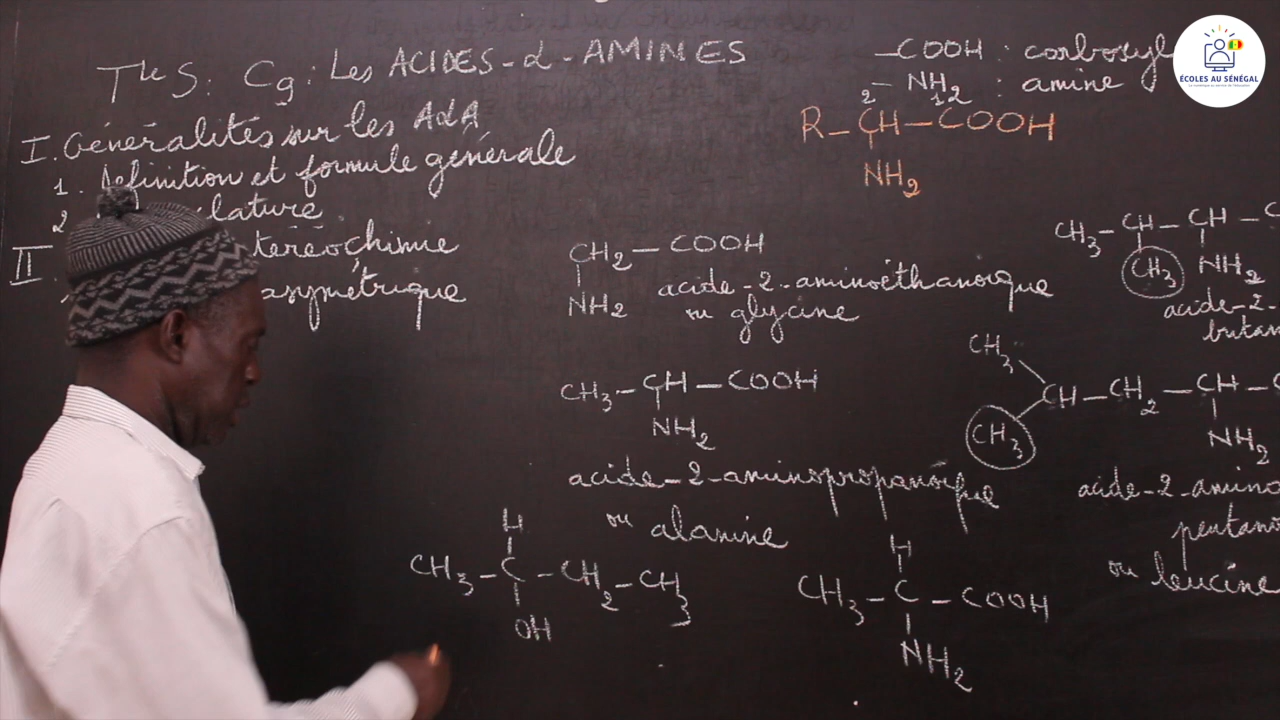 Tle S : C9 : Les ACIDES-α-AMINES
I. Généralités sur les AαA
1. Définition et formule générale
2
II
asymétrique
-COOH : carboxyl
-NH2 : amine
2 1
R-CH-COOH
NH2
CH2-COOH
NH2
acide-2-aminoéthanoïque
ou glycine
CH3-CH-COOH
NH2
acide-2-aminopropanoïque
ou alanine
CH3-CH-CH-C
CH3 NH2
acide-2-
CH3
CH-CH2-CH-
CH3 NH2
acide-2-amino
ou leucine
H
CH3-C-CH2-CH3
OH
H
CH3-C-COOH
NH2
ÉCOLES AU SÉNÉGAL